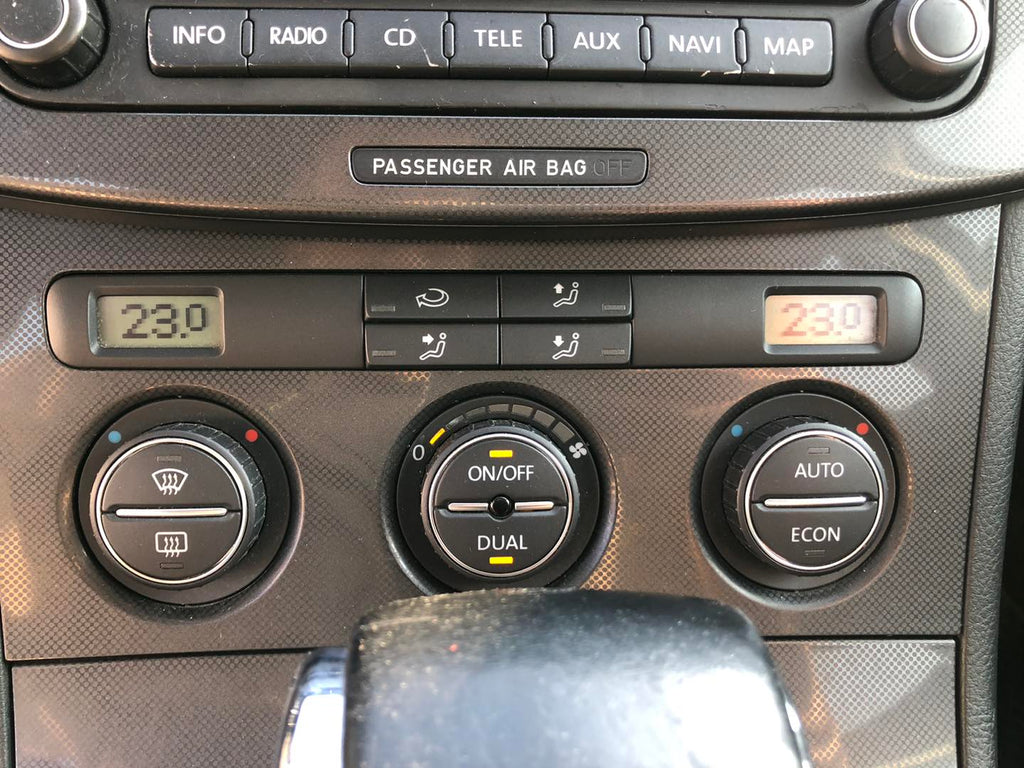 INFO RADIO CD TELE AUX NAVI MAP
PASSENGER AIR BAG OFF
23.0 23.0
0
ON/OFF
DUAL
AUTO
ECON